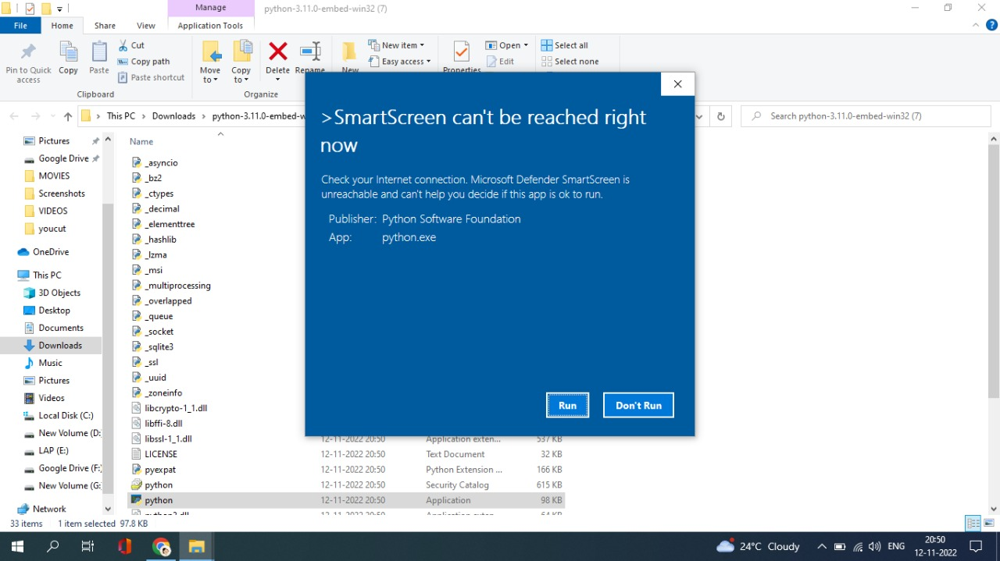 Manage
python-3.11.0-embed-win32 (7)
File
Home
Share
View
Application Tools
Pin to Quick access
Copy
Paste
Cut
Copy path
Paste shortcut
Clipboard
Move to
Copy to
Delete
Rename
Organize
New
New item
Easy access
Properties
Open
Edit
Select all
Select none
This PC
Downloads
python-3.11.0-embed-w
Search python-3.11.0-embed-win32 (7)
Pictures
Google Drive
MOVIES
Screenshots
VIDEOS
youcut
OneDrive
This PC
3D Objects
Desktop
Documents
Downloads
Music
Pictures
Videos
Local Disk (C:)
New Volume (D:
LAP (E:)
Google Drive (F:
New Volume (G:
Network
Name
_asyncio
_bz2
_ctypes
_decimal
_elementtree
_hashlib
_lzma
_msi
_multiprocessing
_overlapped
_queue
_socket
_sqlite3
_ssl
_uuid
_zoneinfo
libcrypto-1_1.dll
libffi-8.dll
libssl-1_1.dll 12-11-2022 20:50 Application exten... 537 KB
LICENSE 12-11-2022 20:50 Text Document 32 KB
pyexpat 12-11-2022 20:50 Python Extension ... 166 KB
python 12-11-2022 20:50 Security Catalog 615 KB
python 12-11-2022 20:50 Application 98 KB
python3.dll 12-11-2022 20:50 Application exten... 64 KB
>SmartScreen can't be reached right
now
Check your Internet connection. Microsoft Defender SmartScreen is
unreachable and can't help you decide if this app is ok to run.
Publisher: Python Software Foundation
App: python.exe
Run
Don't Run
33 items
1 item selected 97.8 KB
24°C Cloudy
ENG
20:50
12-11-2022